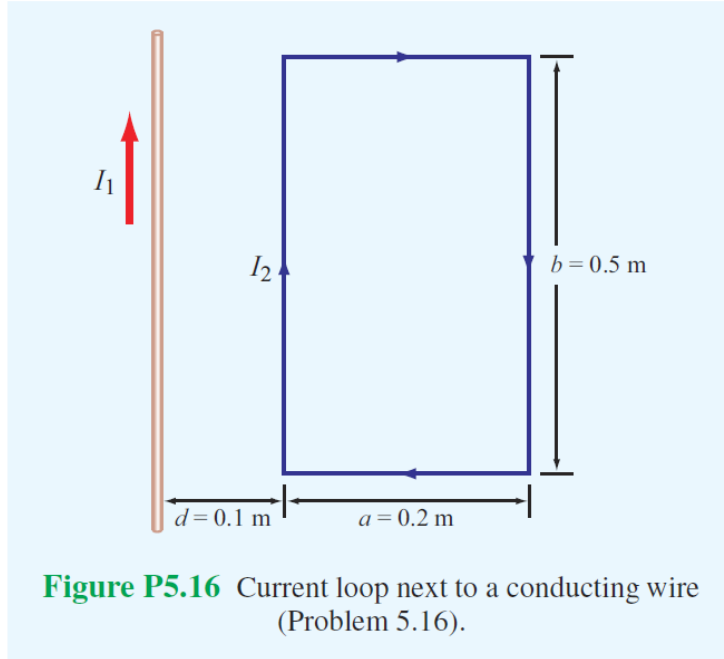 I₁
I₂
b = 0.5 m
d = 0.1 m
a = 0.2 m
Figure P5.16 Current loop next to a conducting wire
(Problem 5.16).